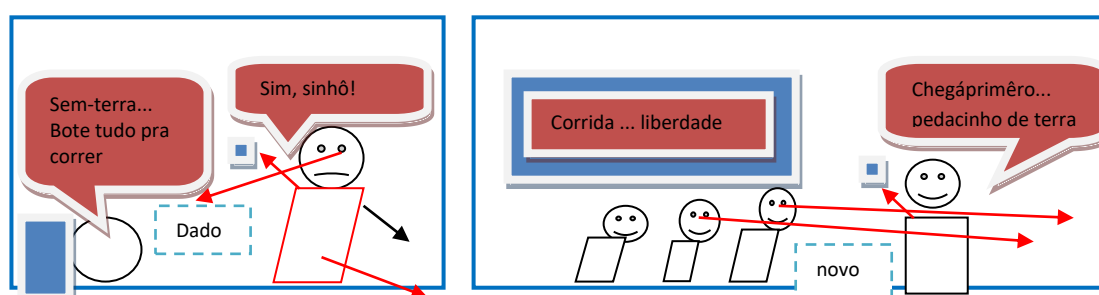 Sem-terra...
Bote tudo pra
correr
Sim, sinhô!
Dado
Corrida ... liberdade
Chegáprimêro...
pedacinho de terra
novo